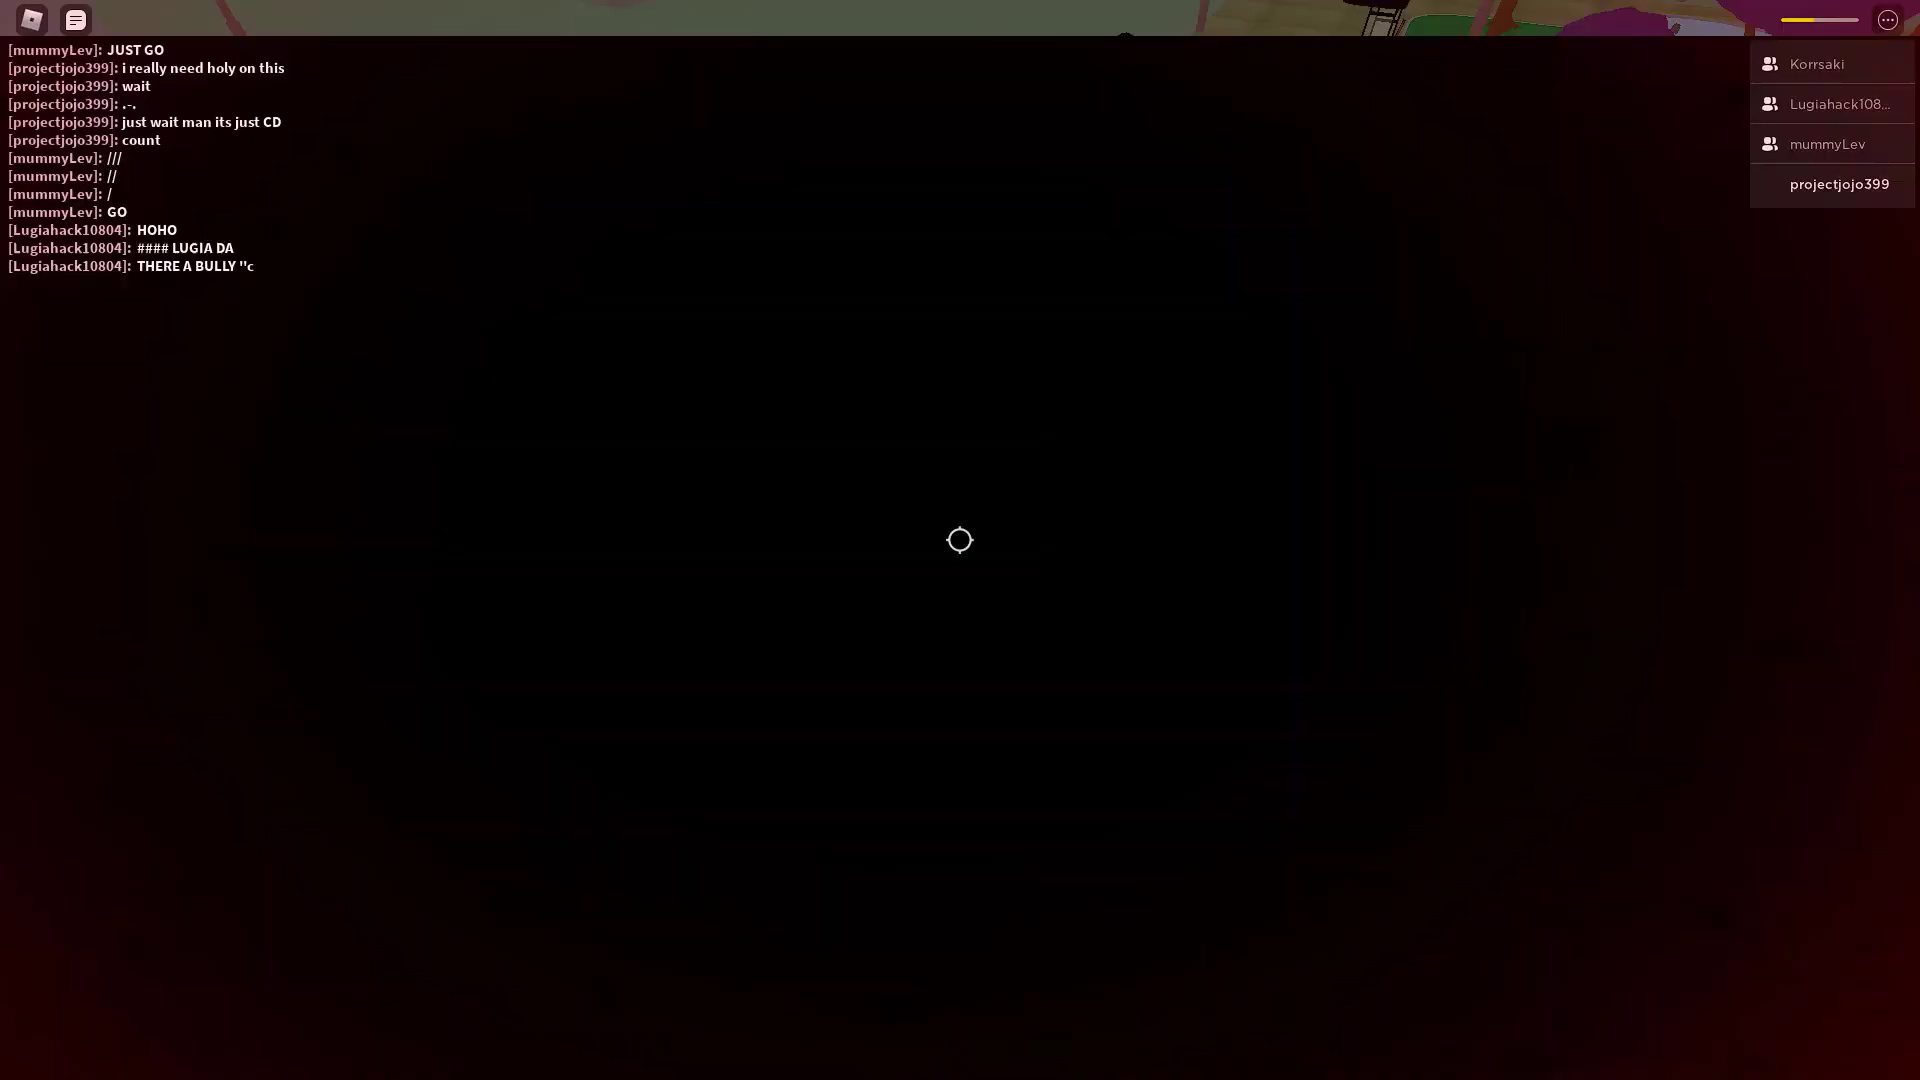 [mummyLev]: JUST GO
[projectjojo399]: i really need holy on this
[projectjojo399]: wait
[projectjojo399]: .-.
[projectjojo399]: just wait man its just CD
[projectjojo399]: count
[mummyLev]: ///
[mummyLev]: //
[mummyLev]: /
[mummyLev]: GO
[Lugiahack10804]: HOHO
[Lugiahack10804]: #### LUGIA DA
[Lugiahack10804]: THERE A BULLY "c
Korrsaki
Lugiahack108...
mummyLev
projectjojo399